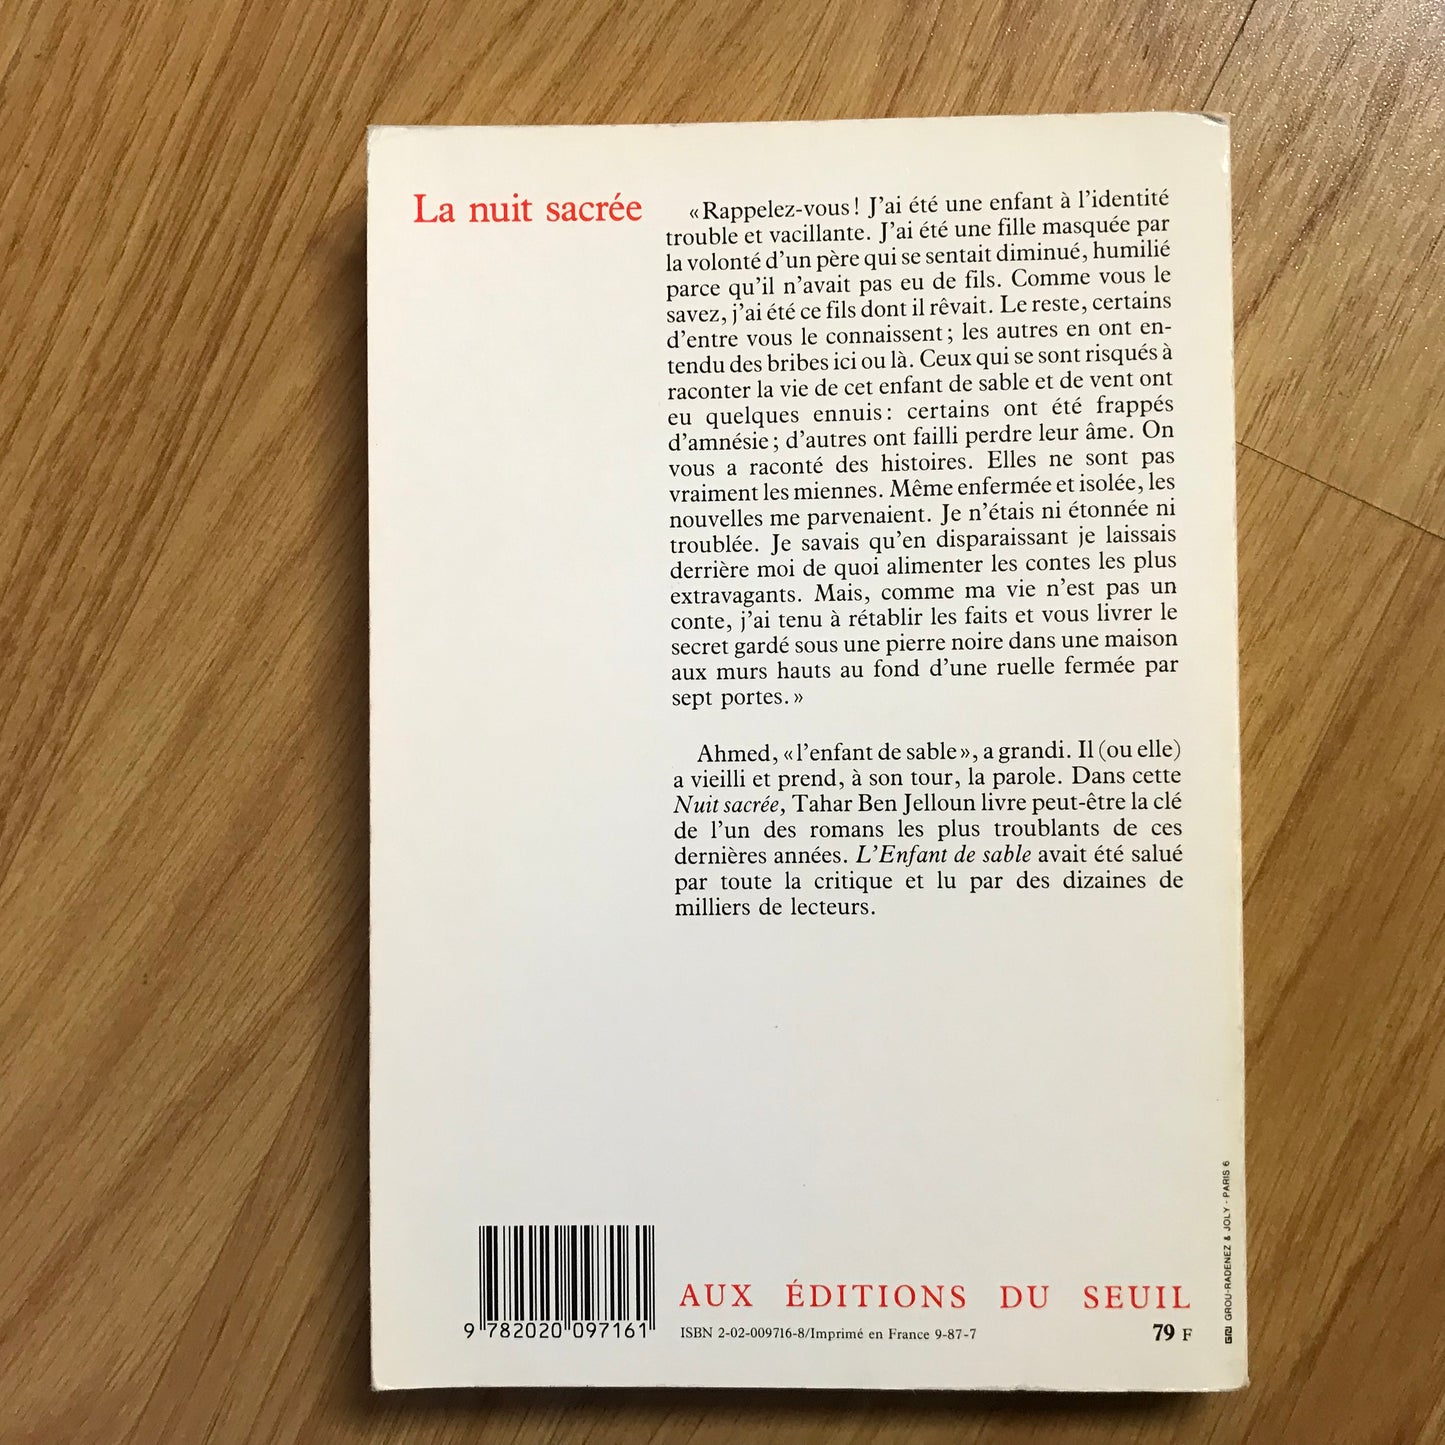 La nuit sacrée
« Rappelez-vous ! J'ai été une enfant à l'identité
trouble et vacillante. J'ai été une fille masquée par
la volonté d'un père qui se sentait diminué, humilié
parce qu'il n'avait pas eu de fils. Comme vous le
savez, j'ai été ce fils dont il rêvait. Le reste, certains
d'entre vous le connaissent ; les autres en ont en-
tendu des bribes ici ou là. Ceux qui se sont risqués à
raconter la vie de cet enfant de sable et de vent ont
eu quelques ennuis : certains ont été frappés
d'amnésie ; d'autres ont failli perdre leur âme. On
vous a raconté des histoires. Elles ne sont pas
vraiment les miennes. Même enfermée et isolée, les
nouvelles me parvenaient. Je n'étais ni étonnée ni
troublée. Je savais qu'en disparaissant je laissais
derrière moi de quoi alimenter les contes les plus
extravagants. Mais, comme ma vie n'est pas un
conte, j'ai tenu à rétablir les faits et vous livrer le
secret gardé sous une pierre noire dans une maison
aux murs hauts au fond d'une ruelle fermée par
sept portes. »
Ahmed, « l'enfant de sable », a grandi. Il (ou elle)
a vieilli et prend, à son tour, la parole. Dans cette
Nuit sacrée, Tahar Ben Jelloun livre peut-être la clé
de l'un des romans les plus troublants de ces
dernières années. L'Enfant de sable avait été salué
par toute la critique et lu par des dizaines de
milliers de lecteurs.
9 782020 097161
AUX ÉDITIONS DU SEUIL
ISBN 2-02-009716-8/Imprimé en France 9-87-7
79 F
GROU-RADENEZ & JOLY - PARIS 6